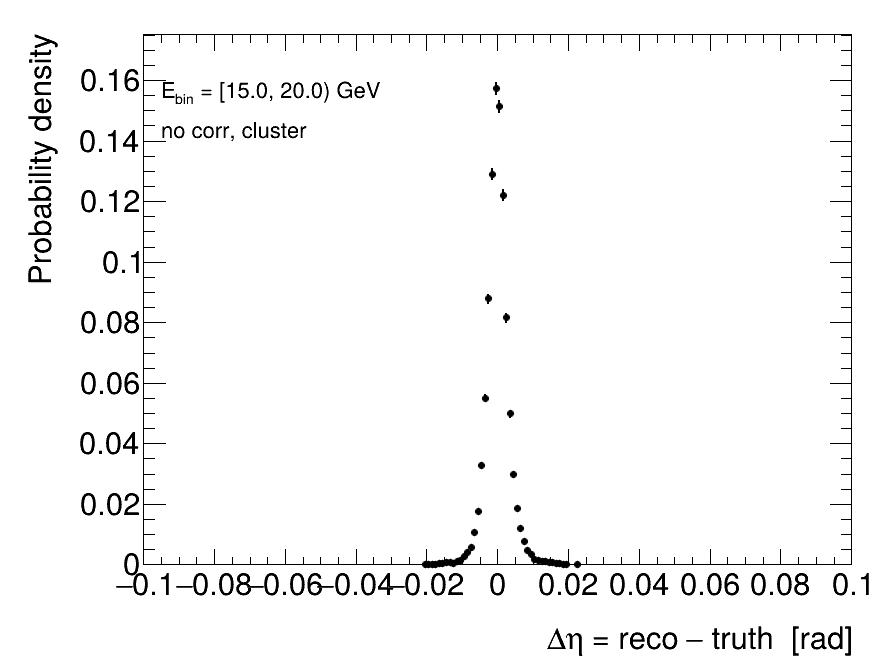 Probability density
0.16
0.14
0.12
0.1
0.08
0.06
0.04
0.02
0
E_bin = [15.0, 20.0) GeV
no corr, cluster
−0.1 −0.08 −0.06 −0.04 −0.02 0 0.02 0.04 0.06 0.08 0.1
Δη = reco − truth [rad]